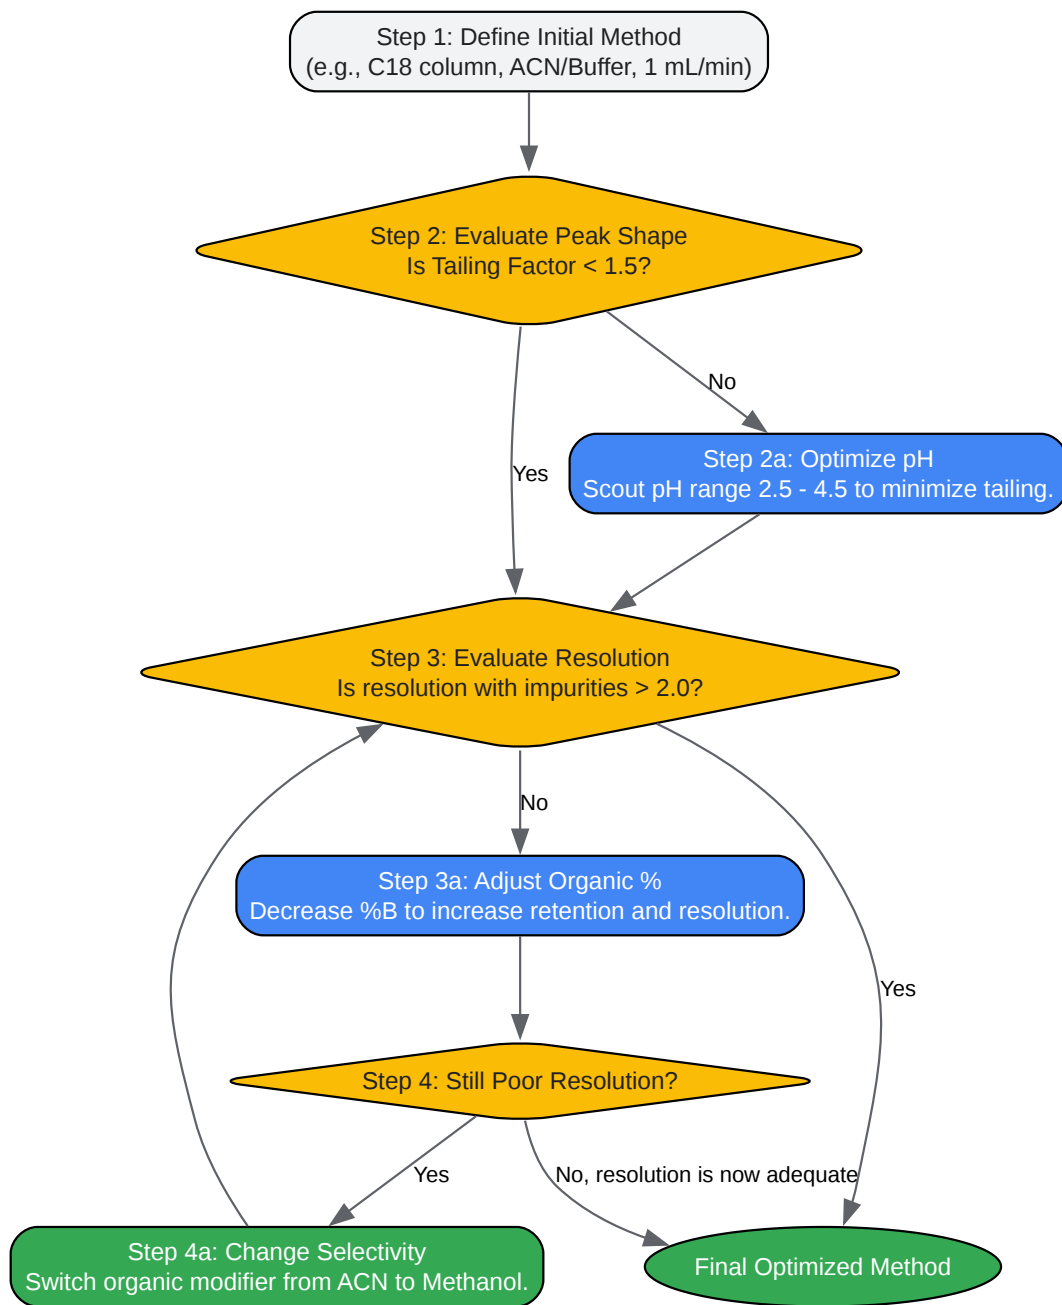 Step 1: Define Initial Method
(e.g., C18 column, ACN/Buffer, 1 mL/min)
Step 2: Evaluate Peak Shape
Is Tailing Factor < 1.5?
No
Step 2a: Optimize pH
Scout pH range 2.5 - 4.5 to minimize tailing.
Yes
Step 3: Evaluate Resolution
Is resolution with impurities > 2.0?
No
Step 3a: Adjust Organic %
Decrease %B to increase retention and resolution.
Yes
Step 4: Still Poor Resolution?
Yes
No, resolution is now adequate
Step 4a: Change Selectivity
Switch organic modifier from ACN to Methanol.
Final Optimized Method